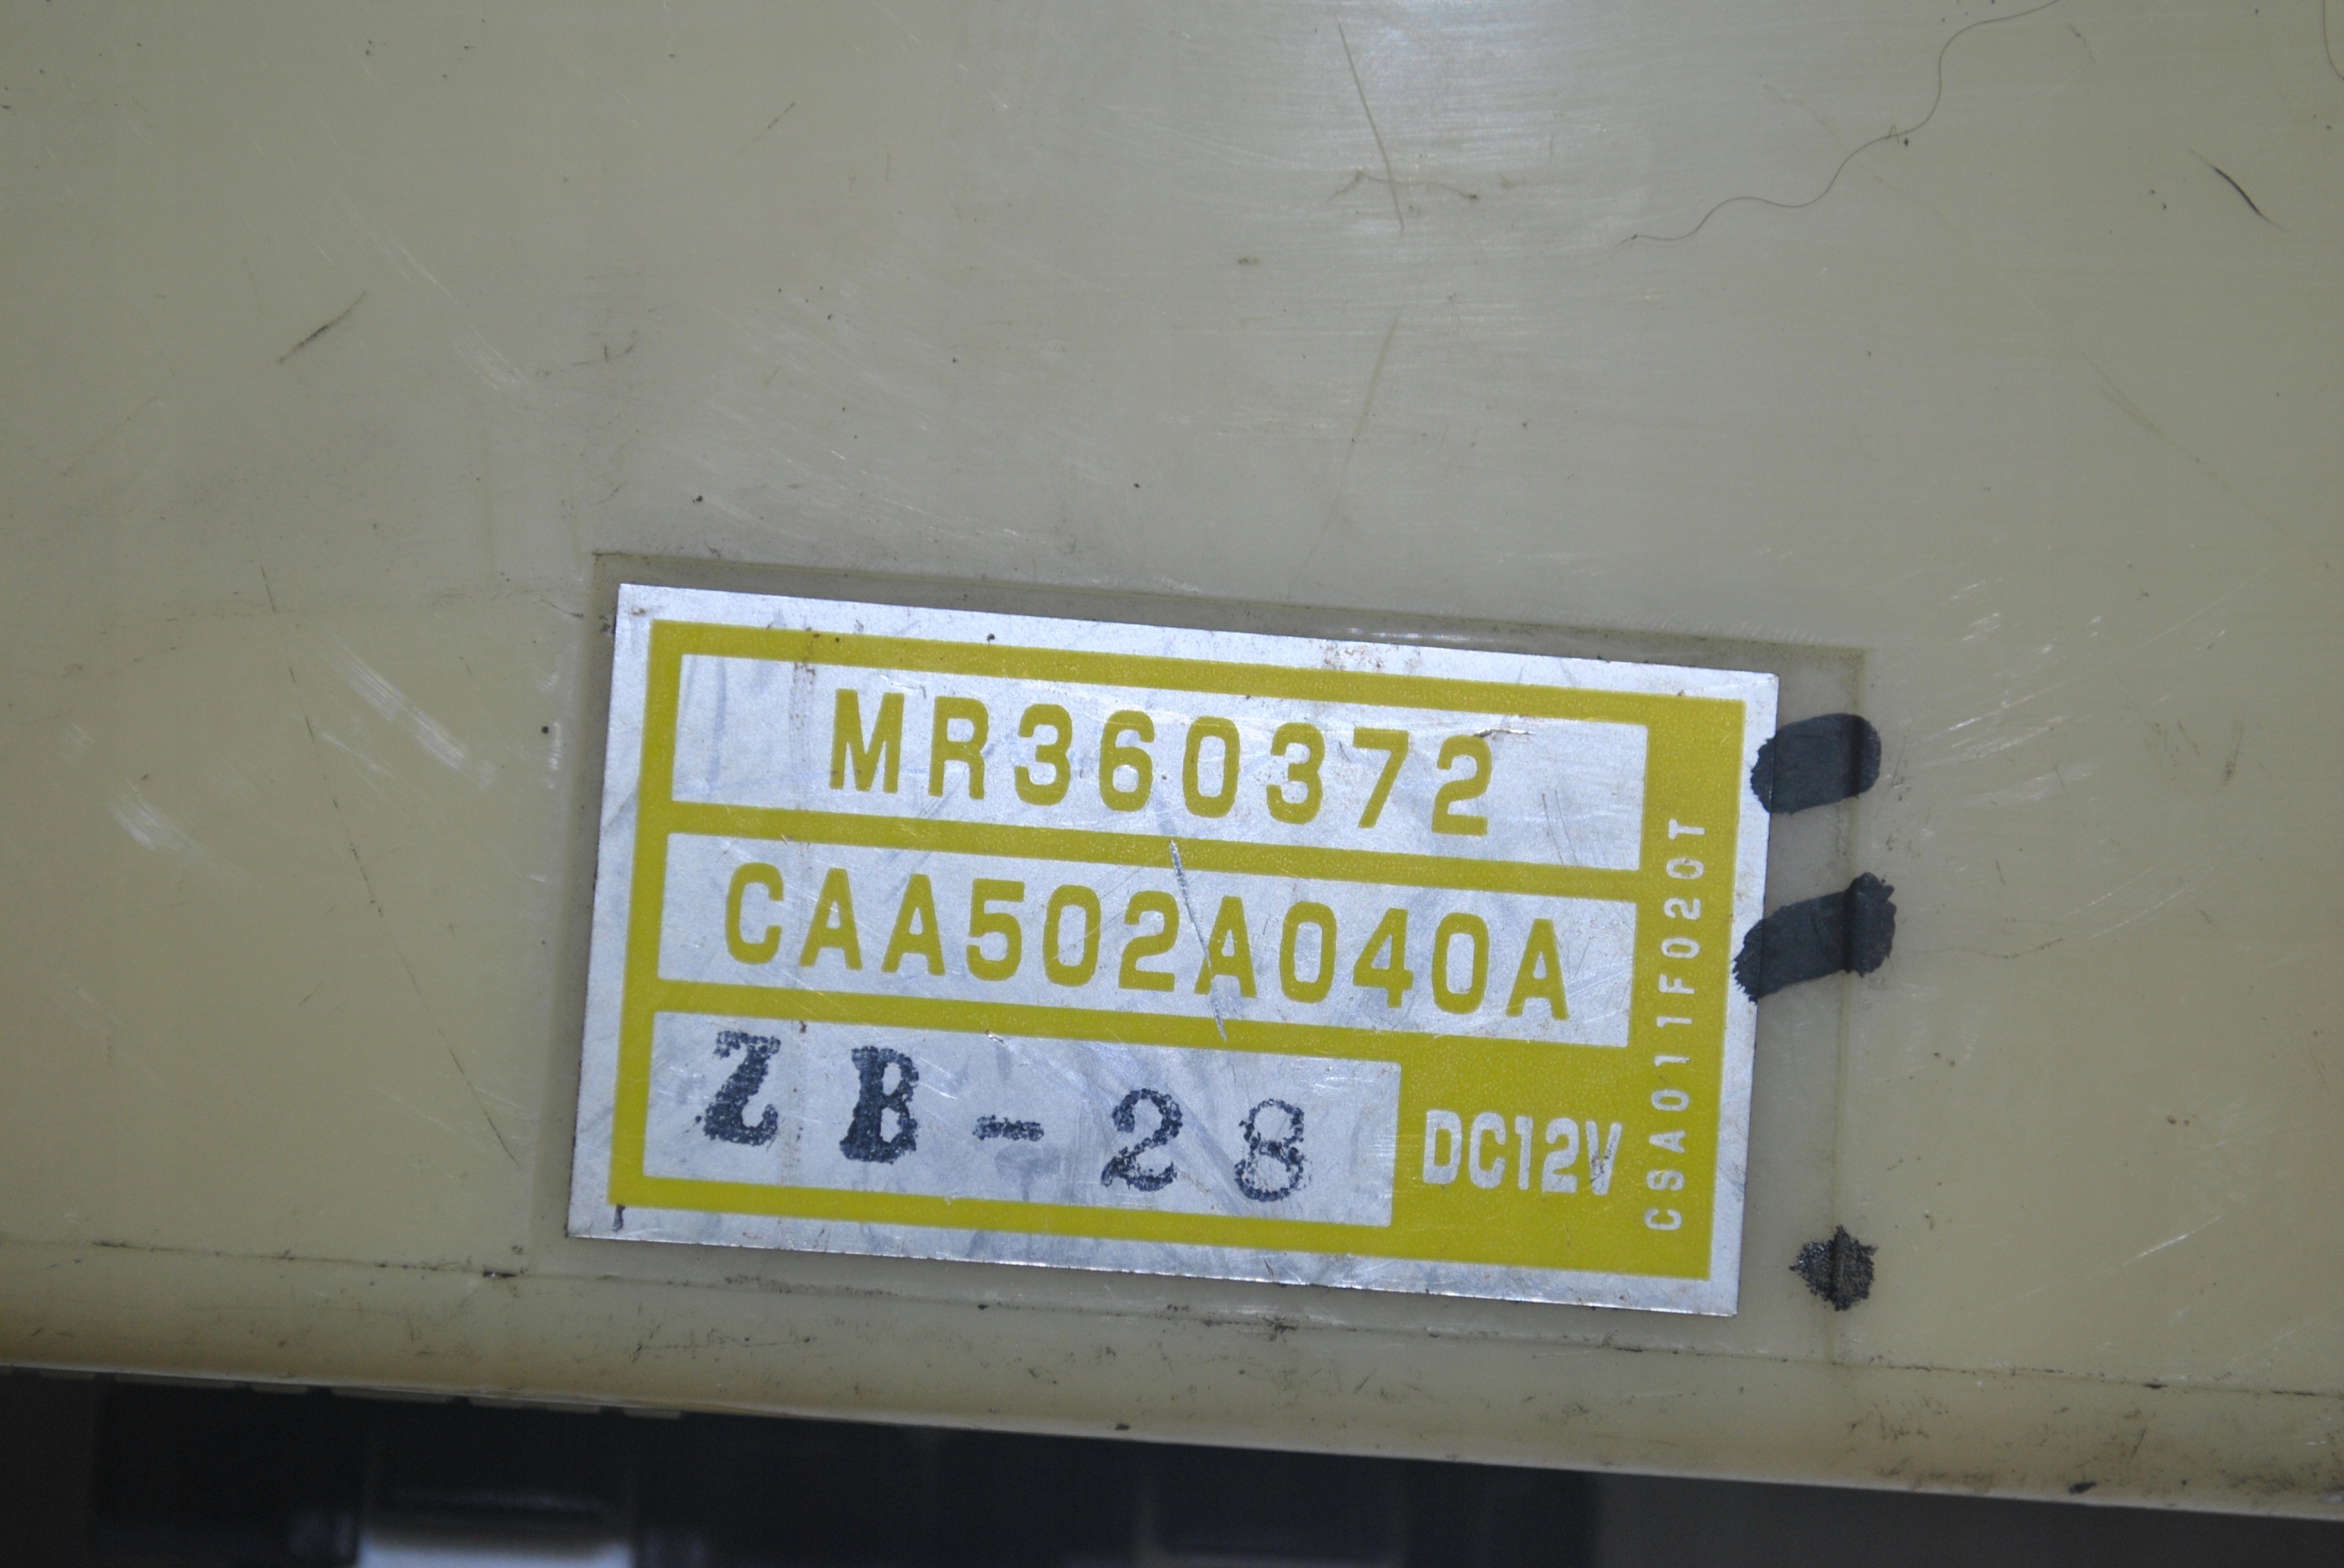 MR360372
CAA502A040A
ZB-28
DC12V
CSA011F020T